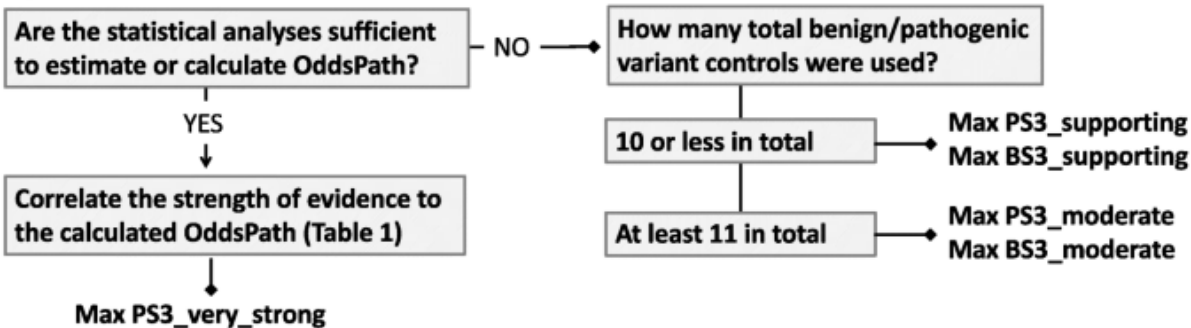 Are the statistical analyses sufficient
to estimate or calculate OddsPath?
NO
How many total benign/pathogenic
variant controls were used?
YES
10 or less in total
Max PS3_supporting
Max BS3_supporting
Correlate the strength of evidence to
the calculated OddsPath (Table 1)
At least 11 in total
Max PS3_moderate
Max BS3_moderate
Max PS3_very_strong